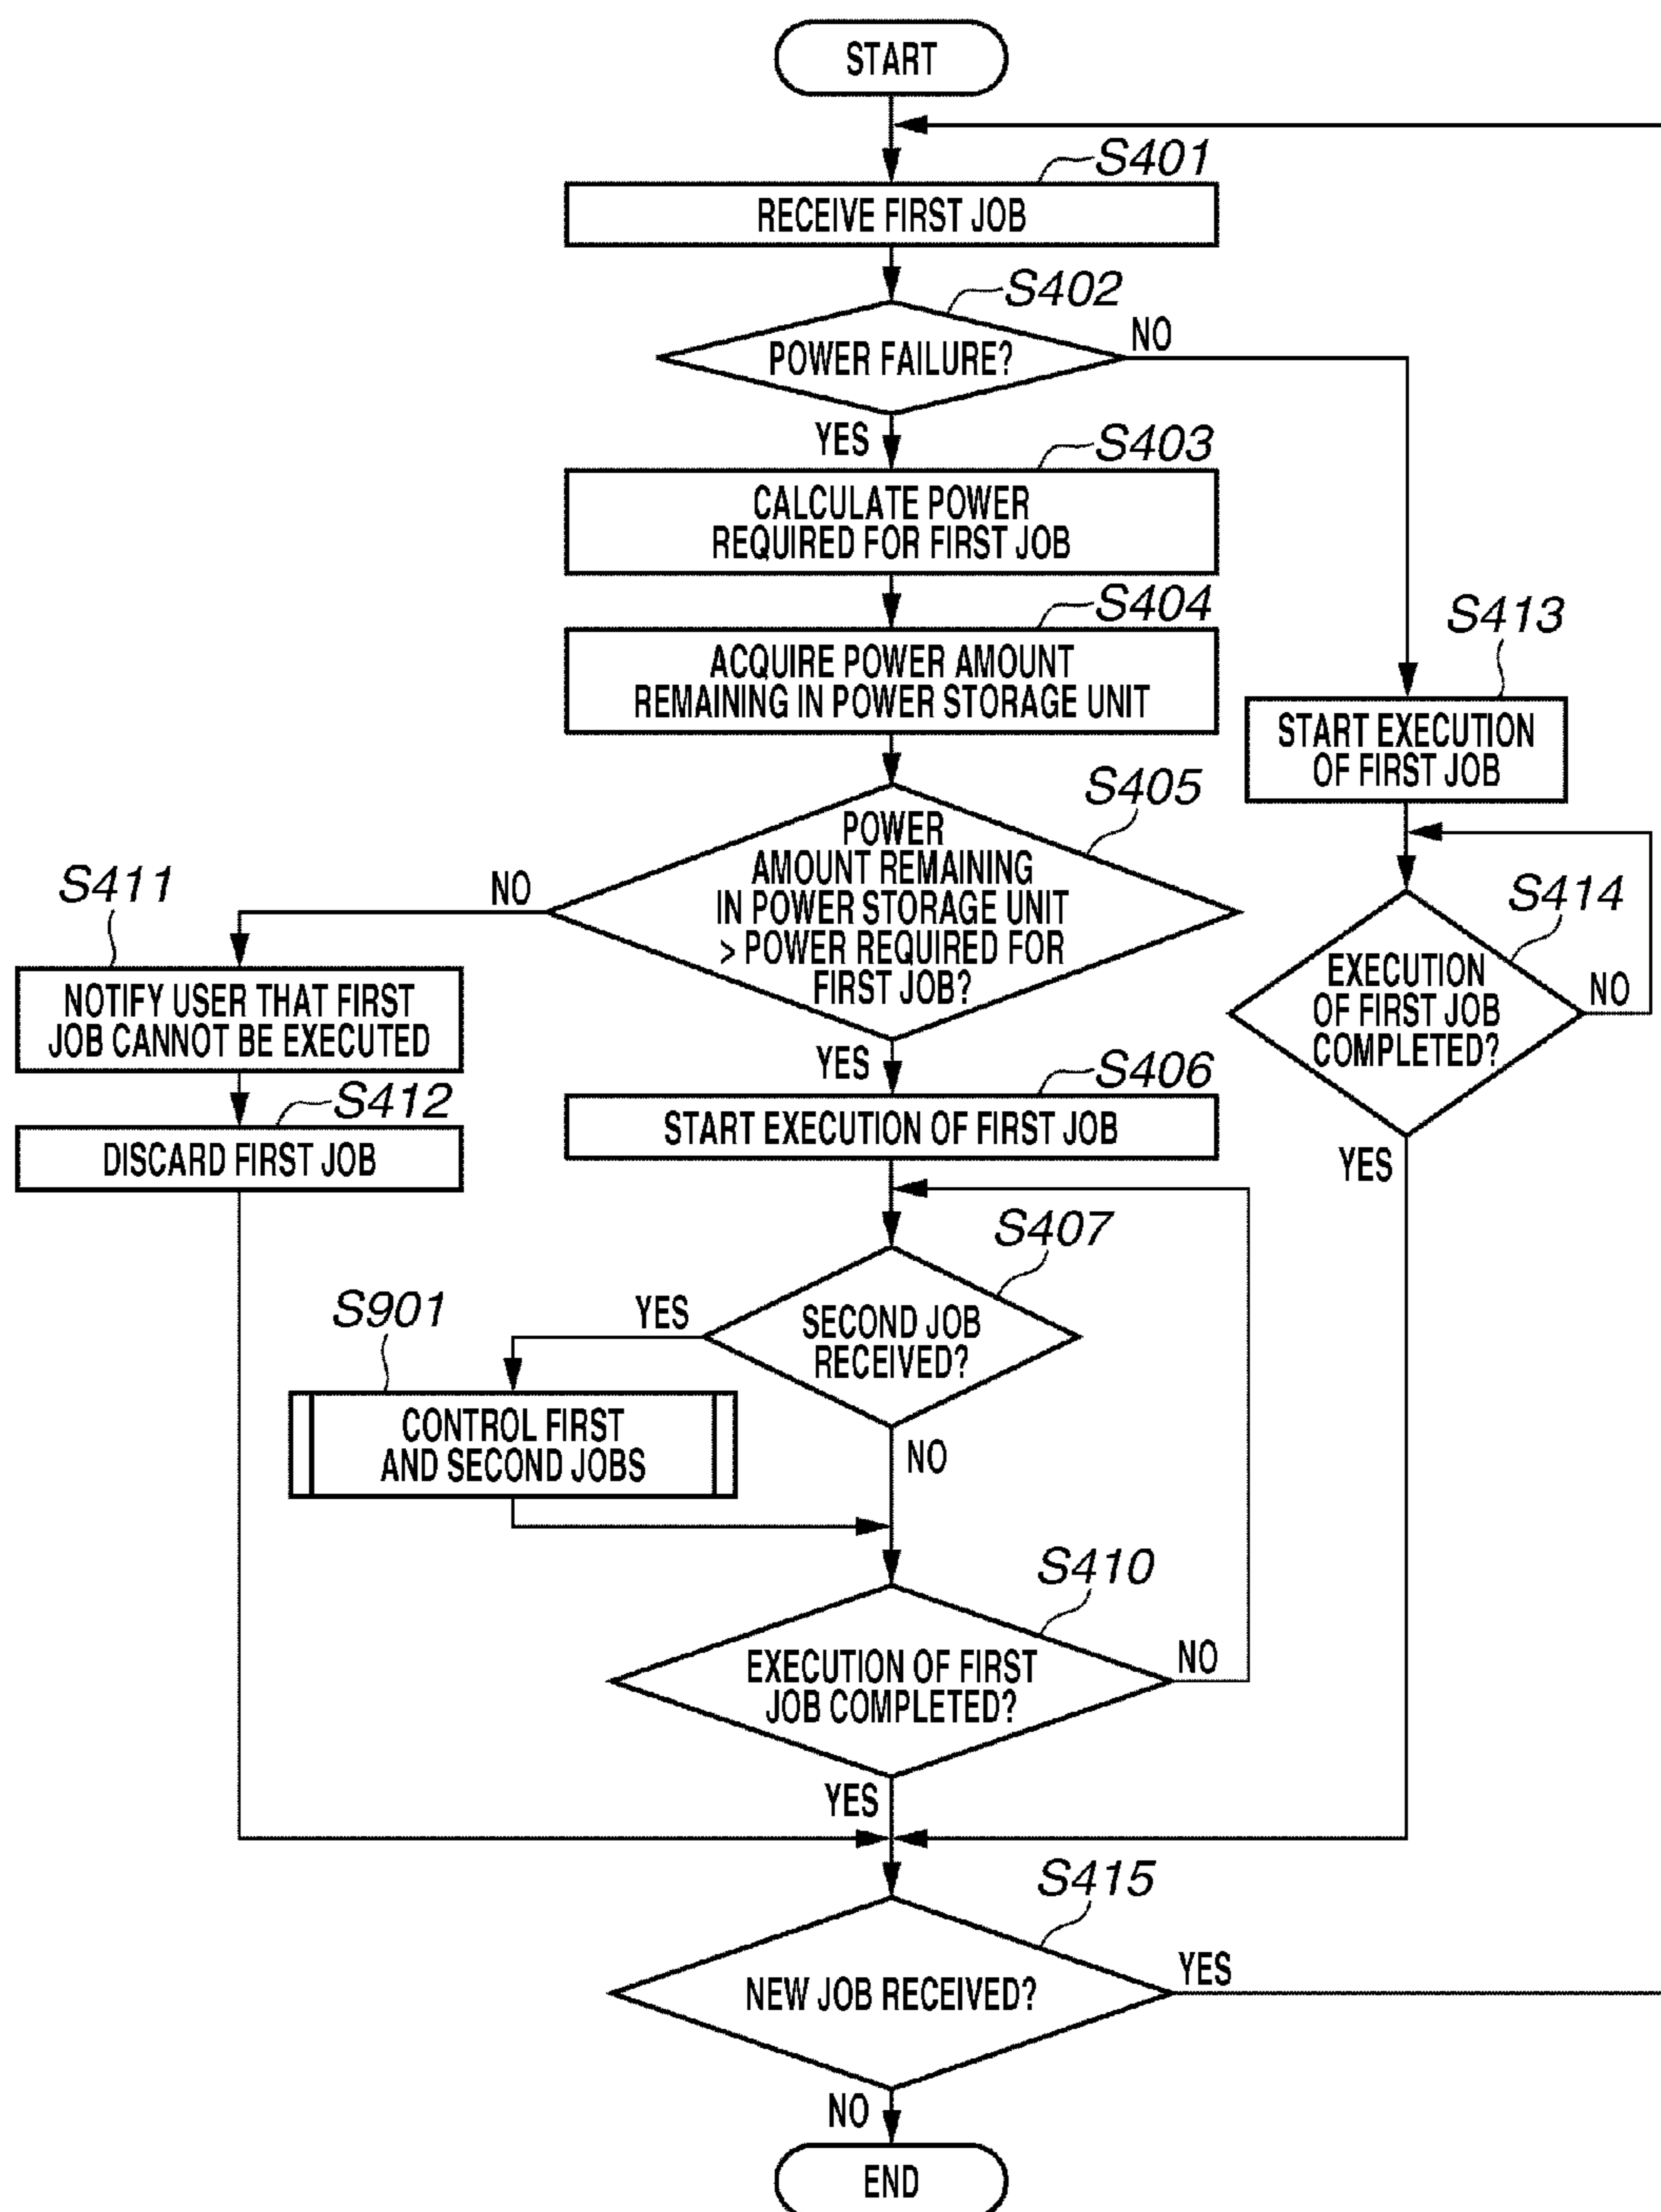 START
S401
RECEIVE FIRST JOB
S402
POWER FAILURE?
NO
YES
S403
CALCULATE POWER
REQUIRED FOR FIRST JOB
S404
ACQUIRE POWER AMOUNT
REMAINING IN POWER STORAGE UNIT
S413
START EXECUTION
OF FIRST JOB
S405
POWER
AMOUNT REMAINING
IN POWER STORAGE UNIT
> POWER REQUIRED FOR
FIRST JOB?
NO
S411
NOTIFY USER THAT FIRST
JOB CANNOT BE EXECUTED
S414
EXECUTION
OF FIRST JOB
COMPLETED?
NO
YES
YES
S406
START EXECUTION OF FIRST JOB
S412
DISCARD FIRST JOB
S407
SECOND JOB
RECEIVED?
YES
S901
CONTROL FIRST
AND SECOND JOBS
NO
S410
EXECUTION OF FIRST
JOB COMPLETED?
NO
YES
S415
NEW JOB RECEIVED?
YES
NO
END